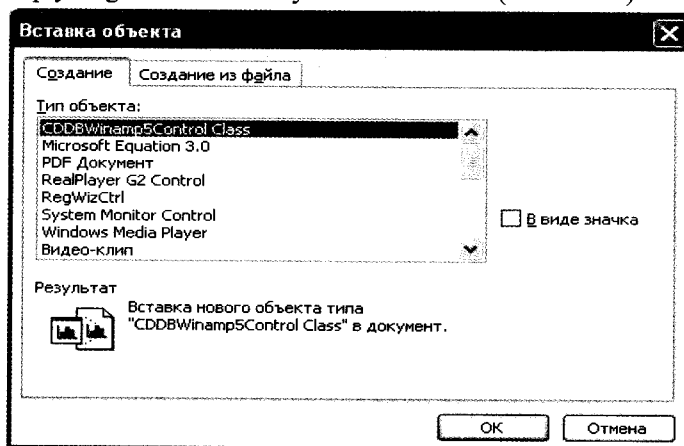 Вставка объекта
Создание
Создание из файла
Тип объекта:
CDDBWinamp5Control Class
Microsoft Equation 3.0
PDF Документ
RealPlayer G2 Control
RegWizCtrl
System Monitor Control
Windows Media Player
Видео-клип
В виде значка
Результат
Вставка нового объекта типа
"CDDBWinamp5Control Class" в документ.
ОК
Отмена